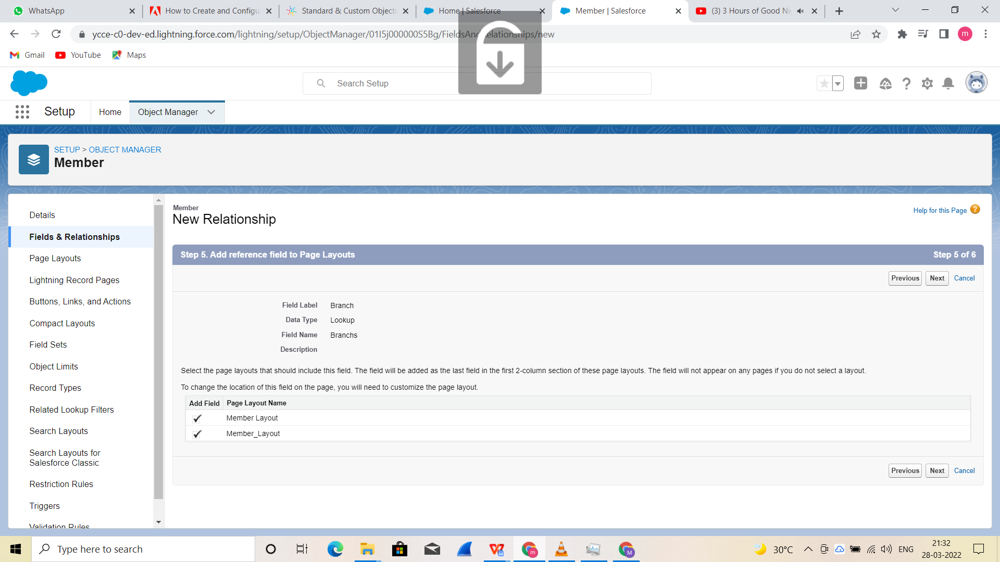 WhatsApp
How to Create and Configu
Standard & Custom Objects
Home | Salesforce
Member | Salesforce
(3) 3 Hours of Good Ni
ycce-c0-dev-ed.lightning.force.com/lightning/setup/ObjectManager/01I5j000000S5Bg/FieldsAnd elationships/new
m
Gmail
YouTube
Maps
Search Setup
Setup
Home
Object Manager
SETUP > OBJECT MANAGER
Member
Details
Fields & Relationships
Page Layouts
Lightning Record Pages
Buttons, Links, and Actions
Compact Layouts
Field Sets
Object Limits
Record Types
Related Lookup Filters
Search Layouts
Search Layouts for
Salesforce Classic
Restriction Rules
Triggers
Validation Rules
Member
New Relationship
Help for this Page
Step 5. Add reference field to Page Layouts
Step 5 of 6
Previous
Next
Cancel
Field Label Branch
Data Type Lookup
Field Name Branchs
Description
Select the page layouts that should include this field. The field will be added as the last field in the first 2-column section of these page layouts. The field will not appear on any pages if you do not select a layout.
To change the location of this field on the page, you will need to customize the page layout.
Add Field Page Layout Name
Member Layout
Member_Layout
Previous
Next
Cancel
Type here to search
30°C
ENG
21:32
28-03-2022